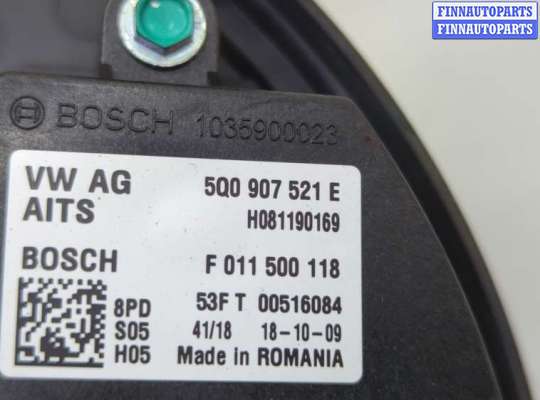 FINNAUTOPARTS
FINNAUTOPARTS
BOSCH 1035900023
VW AG 5Q0 907 521 E
AITS H081190169
BOSCH F 011 500 118
8PD 53F T 00516084
S05 41/18 18-10-09
H05 Made in ROMANIA